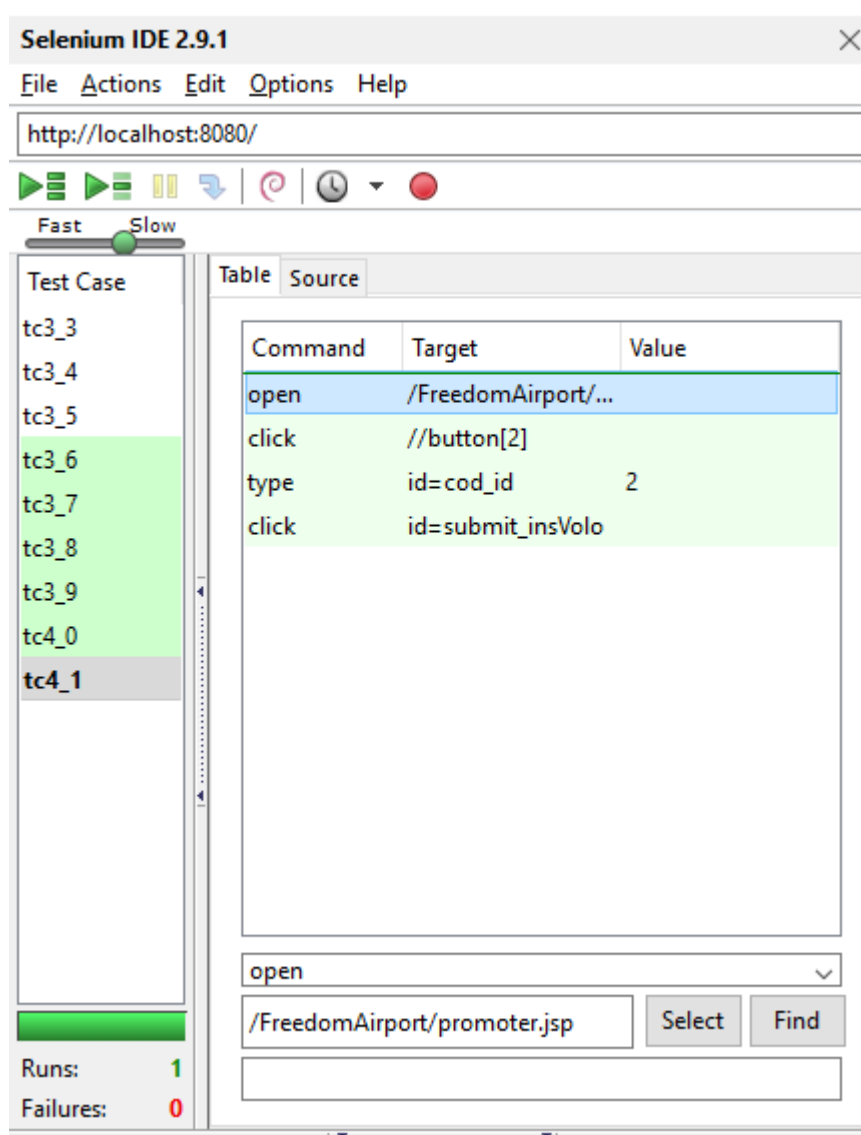 Selenium IDE 2.9.1
File Actions Edit Options Help
http://localhost:8080/
Fast Slow
Test Case
tc3_3
tc3_4
tc3_5
tc3_6
tc3_7
tc3_8
tc3_9
tc4_0
tc4_1
Runs: 1
Failures: 0
Table Source
Command Target Value
open /FreedomAirport/...
click //button[2]
type id=cod_id 2
click id=submit_insVolo
open
/FreedomAirport/promoter.jsp Select Find